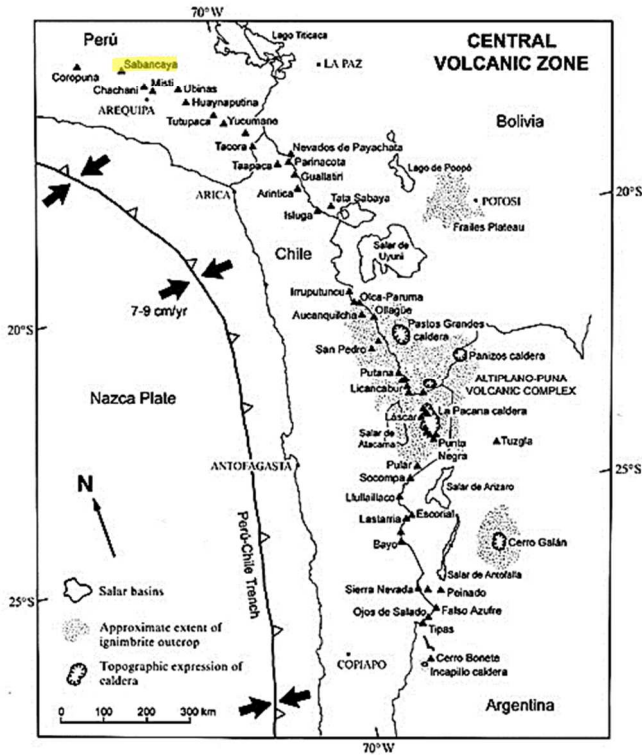 70°W
Perú
Lago Titicaca
CENTRAL
VOLCANIC ZONE
Sabancaya
LA PAZ
Coropuna
Misti
Chachani
Ubinas
AREQUIPA
Huaynaputina
Bolivia
Tutupaca
Yucumane
Tacora
Nevados de Payachata
Parinacota
Taapaca
Guallatiri
Lago de Poopó
ARICA
Arintica
Tata Sabaya
POTOSI
20°S
Isluga
Frailes Plateau
Chile
Salar de
Uyuni
7-9 cm/yr
Irruputuncu
Olca-Paruma
Aucanquilcha
Ollagüe
20°S
Pastos Grandes
caldera
San Pedro
Panizos caldera
Putana
ALTIPLANO-PUNA
VOLCANIC COMPLEX
Licancabur
Nazca Plate
La Pacana caldera
Láscar
Salar de
Atacama
Punta
Negra
Tuzgla
ANTOFAGASTA
Pular
25°S
Socompa
Salar de Arizaro
N
Llullaillaco
Escorial
Lastarria
Bayo
Cerro Galán
Perú-Chile Trench
Salar de Antofalla
Salar basins
Sierra Nevada
Peinado
25°S
Falso Azufre
Ojos de Salado
Approximate extent of
ignimbrite outcrop
Tipas
Topographic expression of
caldera
COPIAPO
Cerro Bonete
Incapillo caldera
Argentina
0 100 200 300
km
70°W